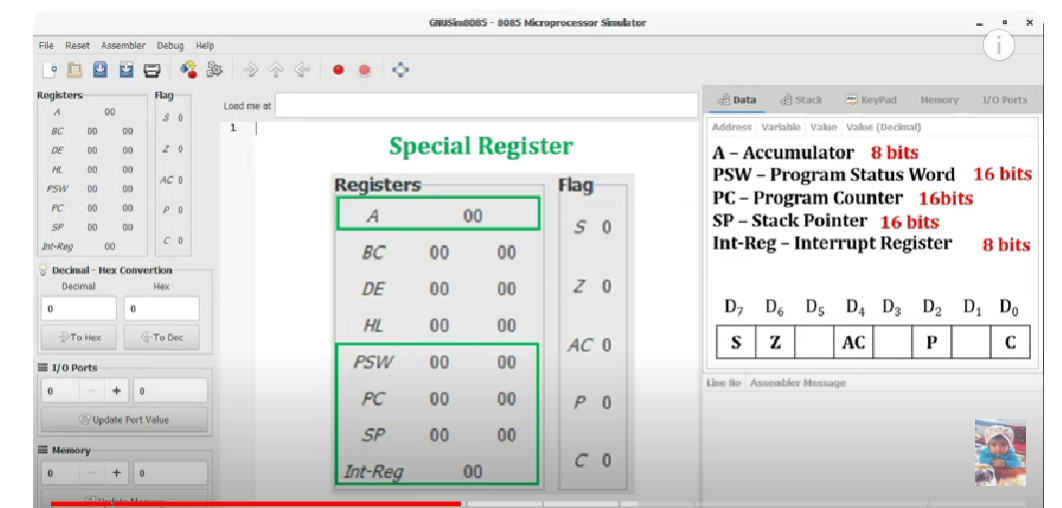 GNUSim8085 - 8085 Microprocessor Simulator
File Reset Assembler Debug Help
Registers Flag
A 00 S 0
BC 00 00
DE 00 00 Z 0
HL 00 00
PSW 00 00 AC 0
PC 00 00 P 0
SP 00 00
Int-Reg 00 C 0
Decimal - Hex Convertion
Decimal Hex
0 0
To Hex To Dec
I/O Ports
0 − + 0
Update Port Value
Memory
0 − + 0
Load me at
1
Special Register
Registers Flag
A 00
S 0
BC 00 00
DE 00 00
Z 0
HL 00 00
AC 0
PSW 00 00
PC 00 00
P 0
SP 00 00
C 0
Int-Reg 00
Data Stack KeyPad Memory I/O Ports
Address Variable Value Value (Decimal)
A – Accumulator 8 bits
PSW – Program Status Word 16 bits
PC – Program Counter 16bits
SP – Stack Pointer 16 bits
Int-Reg – Interrupt Register 8 bits
D7 D6 D5 D4 D3 D2 D1 D0
S Z AC P C
Line No Assembler Message